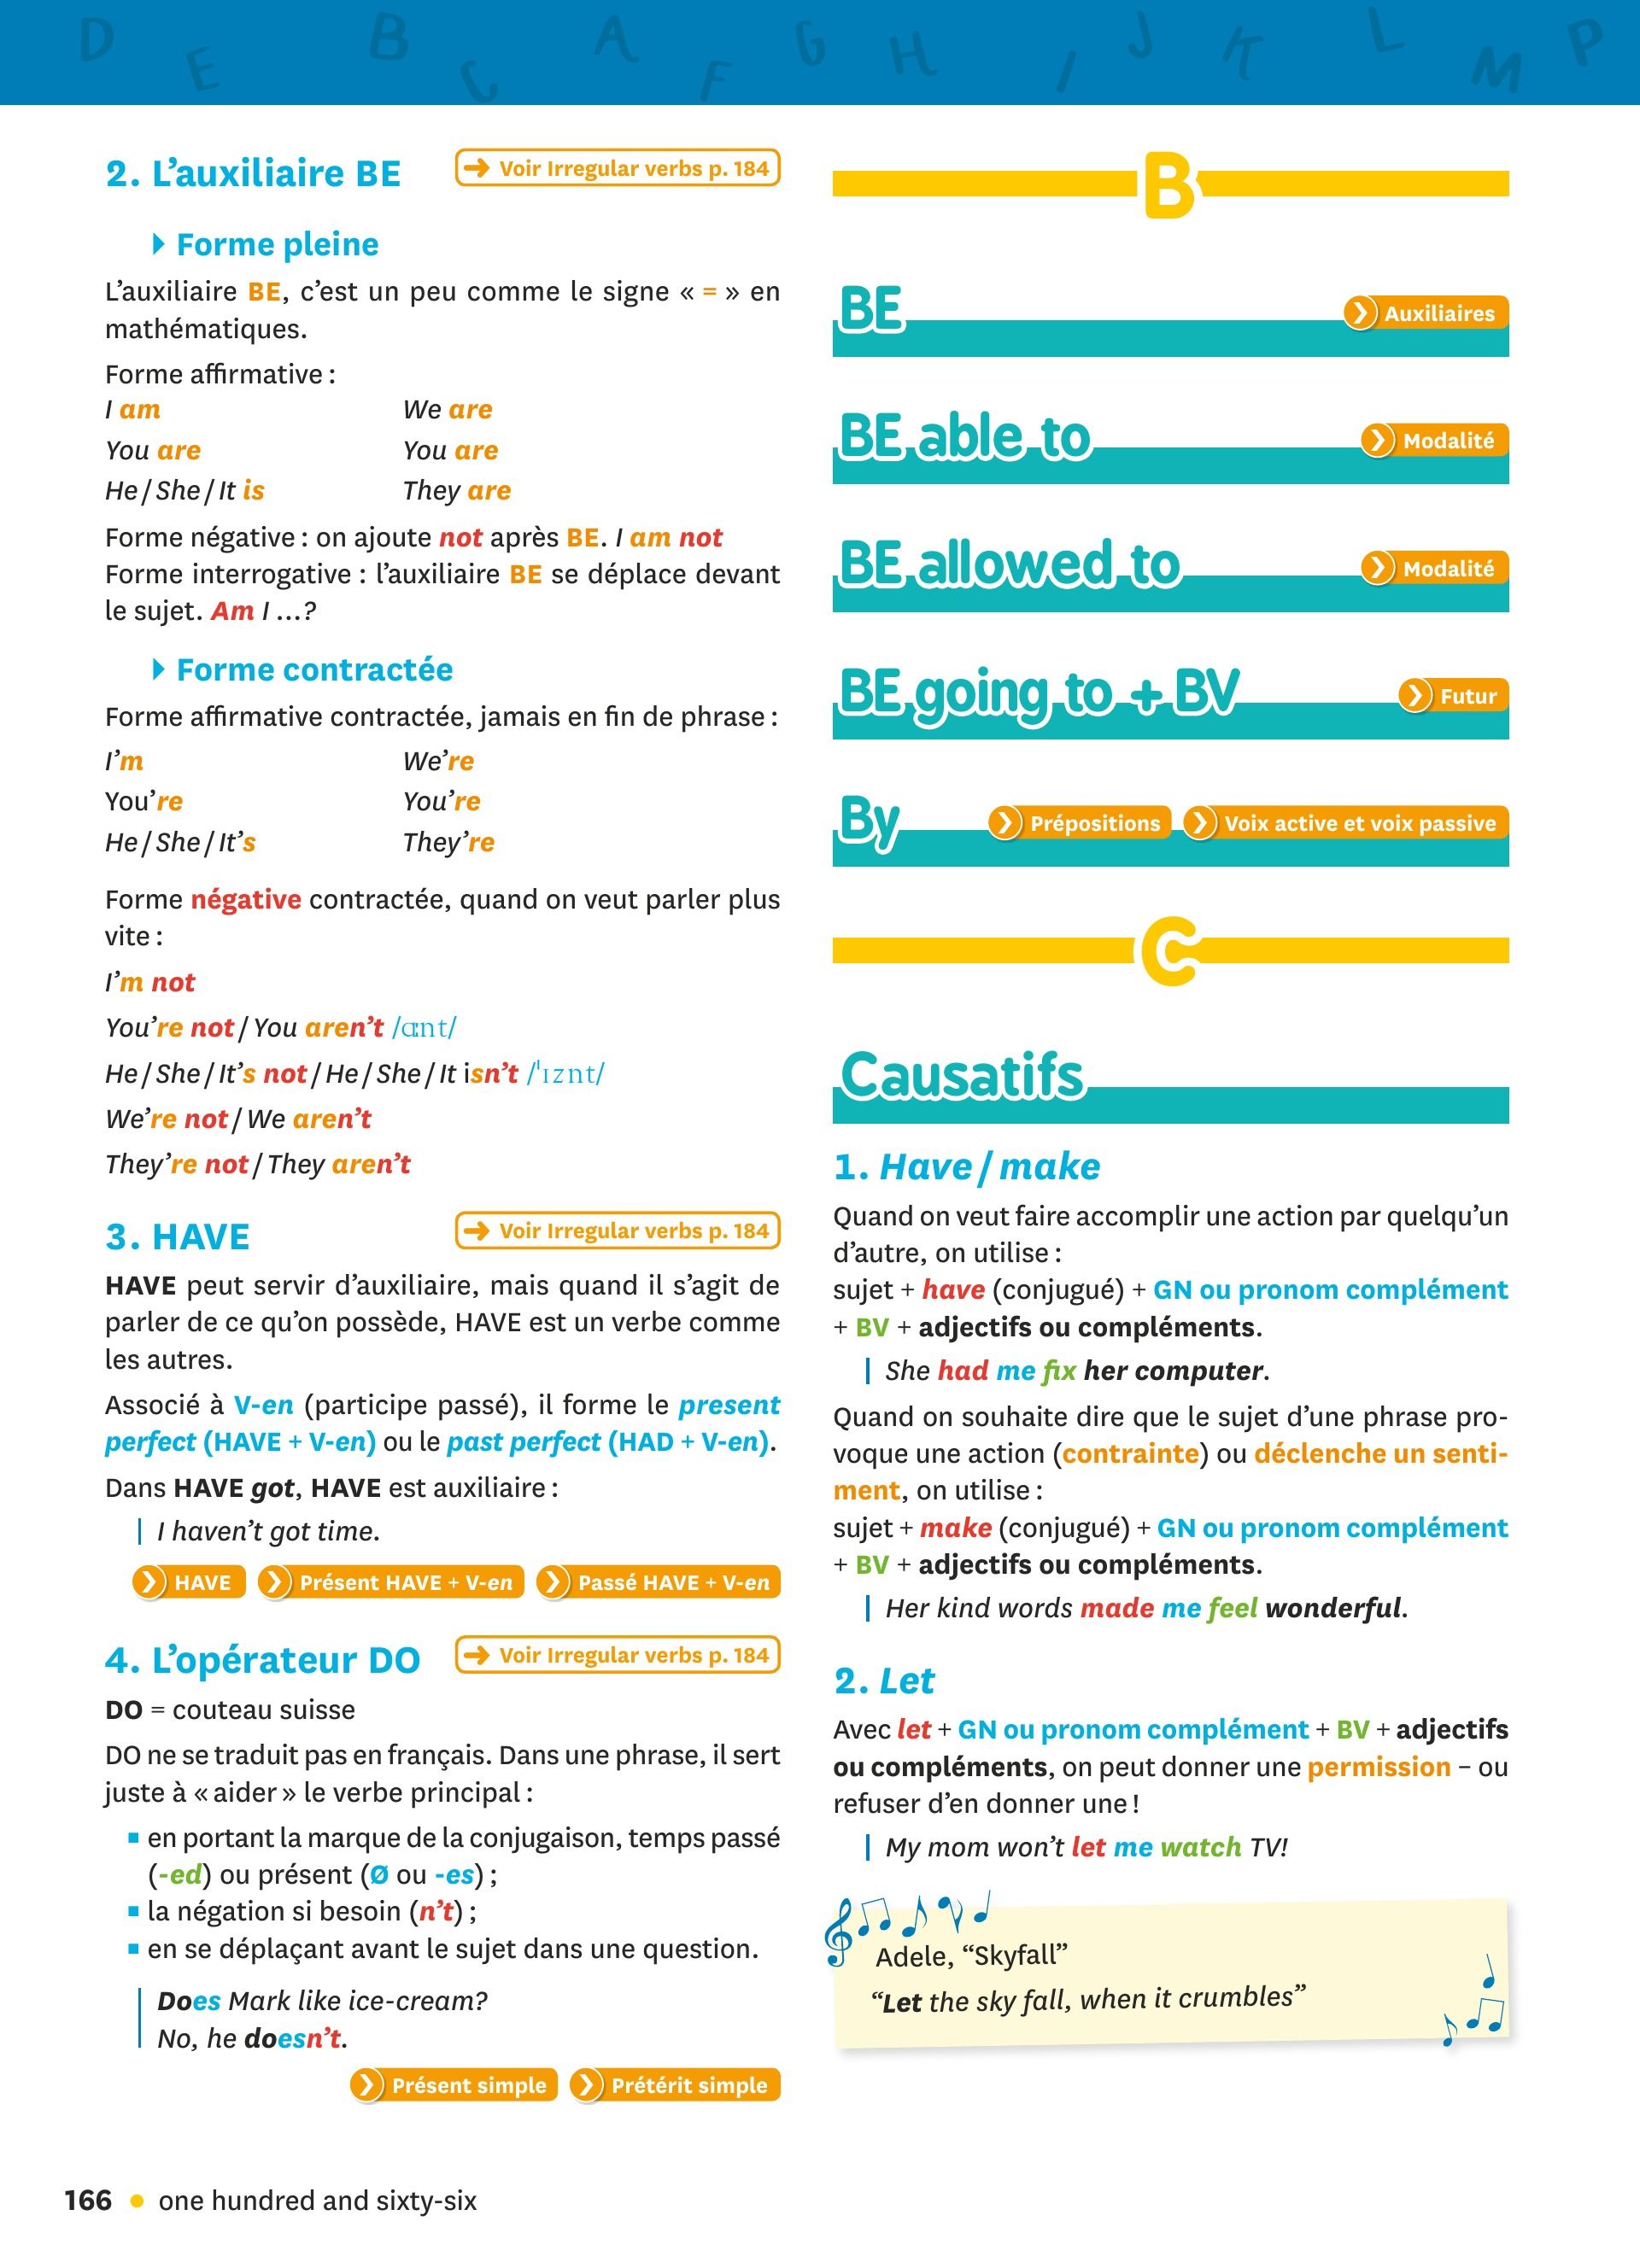 D E B C A F G H I J K L M P
2. L’auxiliaire BE
➜ Voir Irregular verbs p. 184
Forme pleine
L’auxiliaire BE, c’est un peu comme le signe « = » en
mathématiques.
Forme affirmative :
I am We are
You are You are
He / She / It is They are
Forme négative : on ajoute not après BE. I am not
Forme interrogative : l’auxiliaire BE se déplace devant
le sujet. Am I ...?
Forme contractée
Forme affirmative contractée, jamais en fin de phrase :
I’m We’re
You’re You’re
He / She / It’s They’re
Forme négative contractée, quand on veut parler plus
vite :
I’m not
You’re not / You aren’t /ɑːnt/
He / She / It’s not / He / She / It isn’t /ˈɪznt/
We’re not / We aren’t
They’re not / They aren’t
3. HAVE
➜ Voir Irregular verbs p. 184
HAVE peut servir d’auxiliaire, mais quand il s’agit de
parler de ce qu’on possède, HAVE est un verbe comme
les autres.
Associé à V-en (participe passé), il forme le present
perfect (HAVE + V-en) ou le past perfect (HAD + V-en).
Dans HAVE got, HAVE est auxiliaire :
I haven’t got time.
HAVE Présent HAVE + V-en Passé HAVE + V-en
4. L’opérateur DO
➜ Voir Irregular verbs p. 184
DO = couteau suisse
DO ne se traduit pas en français. Dans une phrase, il sert
juste à « aider » le verbe principal :
■ en portant la marque de la conjugaison, temps passé
(-ed) ou présent (Ø ou -es) ;
■ la négation si besoin (n’t) ;
■ en se déplaçant avant le sujet dans une question.
Does Mark like ice-cream?
No, he doesn’t.
Présent simple Prétérit simple
B
BE Auxiliaires
BE able to Modalité
BE allowed to Modalité
BE going to + BV Futur
By Prépositions Voix active et voix passive
C
Causatifs
1. Have / make
Quand on veut faire accomplir une action par quelqu’un
d’autre, on utilise :
sujet + have (conjugué) + GN ou pronom complément
+ BV + adjectifs ou compléments.
She had me fix her computer.
Quand on souhaite dire que le sujet d’une phrase pro-
voque une action (contrainte) ou déclenche un senti-
ment, on utilise :
sujet + make (conjugué) + GN ou pronom complément
+ BV + adjectifs ou compléments.
Her kind words made me feel wonderful.
2. Let
Avec let + GN ou pronom complément + BV + adjectifs
ou compléments, on peut donner une permission – ou
refuser d’en donner une !
My mom won’t let me watch TV!
Adele, “Skyfall”
“Let the sky fall, when it crumbles”
166 • one hundred and sixty-six